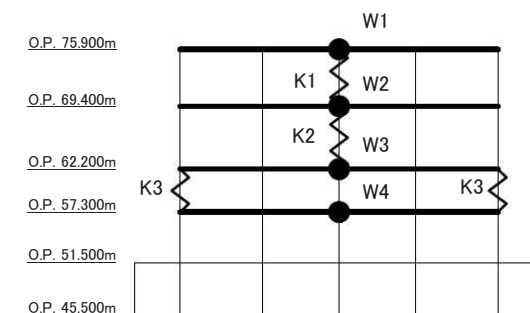 W1
O.P. 75.900m
K1 W2
O.P. 69.400m
K2 W3
O.P. 62.200m
K3 W4 K3
O.P. 57.300m
O.P. 51.500m
O.P. 45.500m